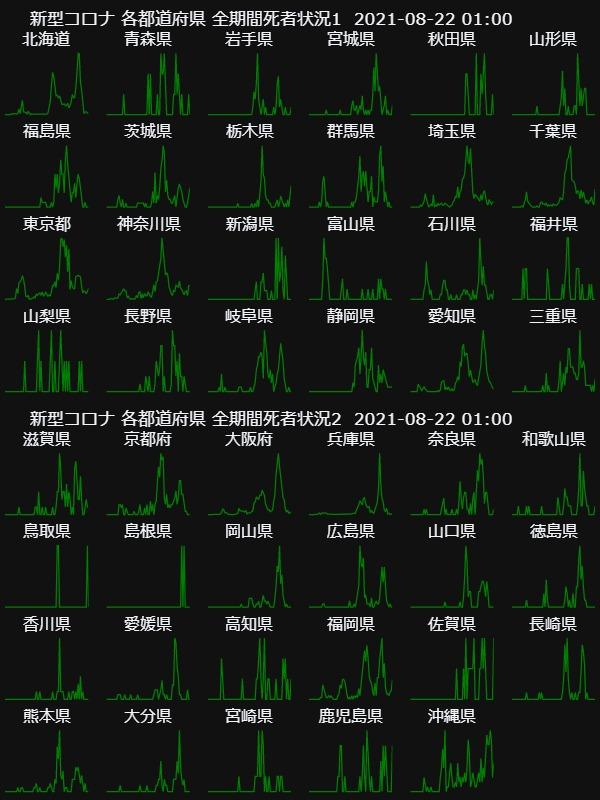 新型コロナ 各都道府県 全期間死者状況1 2021-08-22 01:00
北海道 青森県 岩手県 宮城県 秋田県 山形県
福島県 茨城県 栃木県 群馬県 埼玉県 千葉県
東京都 神奈川県 新潟県 富山県 石川県 福井県
山梨県 長野県 岐阜県 静岡県 愛知県 三重県
新型コロナ 各都道府県 全期間死者状況2 2021-08-22 01:00
滋賀県 京都府 大阪府 兵庫県 奈良県 和歌山県
鳥取県 島根県 岡山県 広島県 山口県 徳島県
香川県 愛媛県 高知県 福岡県 佐賀県 長崎県
熊本県 大分県 宮崎県 鹿児島県 沖縄県